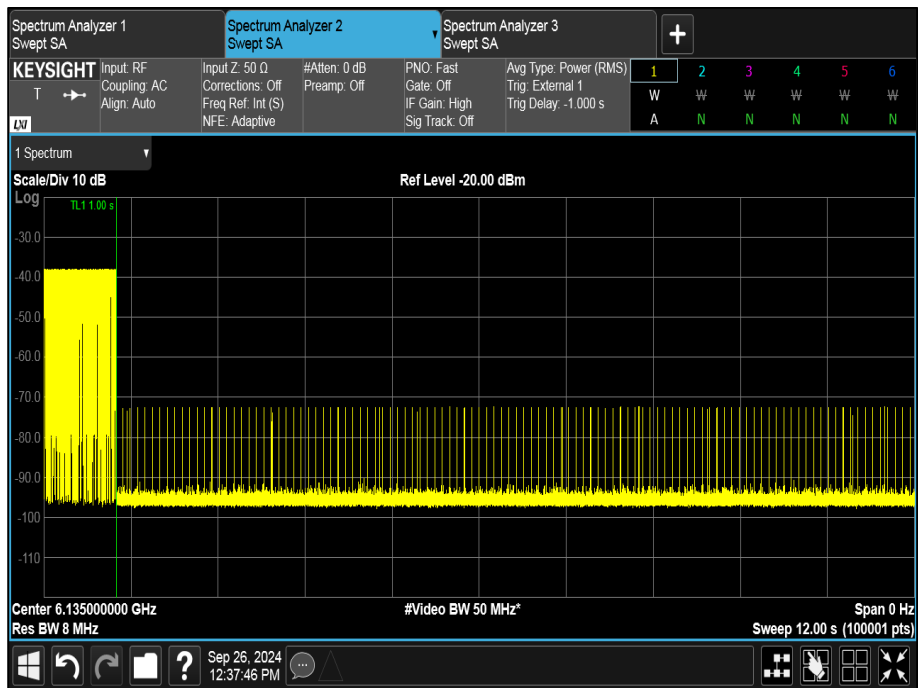 Spectrum Analyzer 1
Swept SA
Spectrum Analyzer 2
Swept SA
Spectrum Analyzer 3
Swept SA
+
KEYSIGHT
T
LXI
Input: RF
Coupling: AC
Align: Auto
Input Z: 50 Ω
Corrections: Off
Freq Ref: Int (S)
NFE: Adaptive
#Atten: 0 dB
Preamp: Off
PNO: Fast
Gate: Off
IF Gain: High
Sig Track: Off
Avg Type: Power (RMS)
Trig: External 1
Trig Delay: -1.000 s
1 2 3 4 5 6
W W W W W W
A N N N N N
1 Spectrum
Scale/Div 10 dB
Ref Level -20.00 dBm
Log
TL1 1.00 s
-30.0
-40.0
-50.0
-60.0
-70.0
-80.0
-90.0
-100
-110
Center 6.135000000 GHz
#Video BW 50 MHz*
Span 0 Hz
Res BW 8 MHz
Sweep 12.00 s (100001 pts)
?
Sep 26, 2024
12:37:46 PM